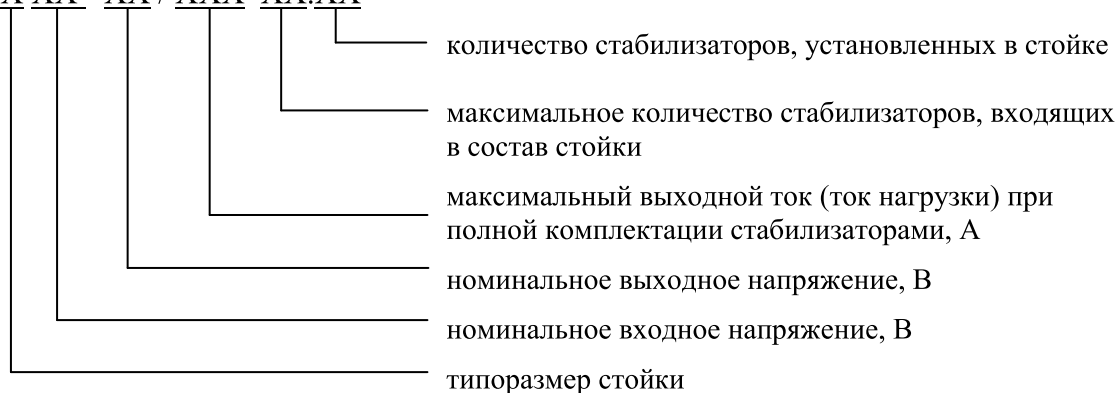 количество стабилизаторов, установленных в стойке
максимальное количество стабилизаторов, входящих
в состав стойки
максимальный выходной ток (ток нагрузки) при
полной комплектации стабилизаторами, А
номинальное выходное напряжение, В
номинальное входное напряжение, В
типоразмер стойки